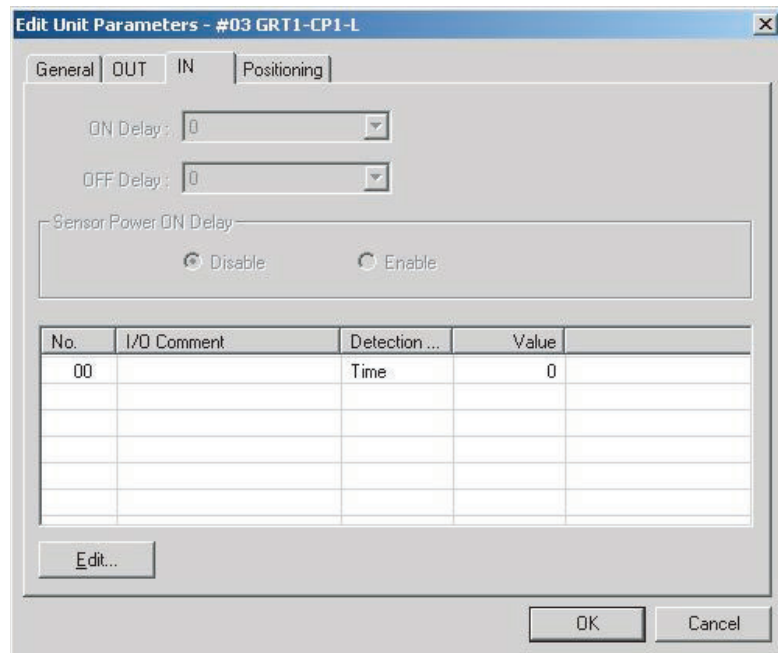 Edit Unit Parameters - #03 GRT1-CP1-L
General OUT IN Positioning
ON Delay : 0
OFF Delay : 0
Sensor Power ON Delay
Disable Enable
No. I/O Comment Detection ... Value
00 Time 0
Edit...
OK Cancel